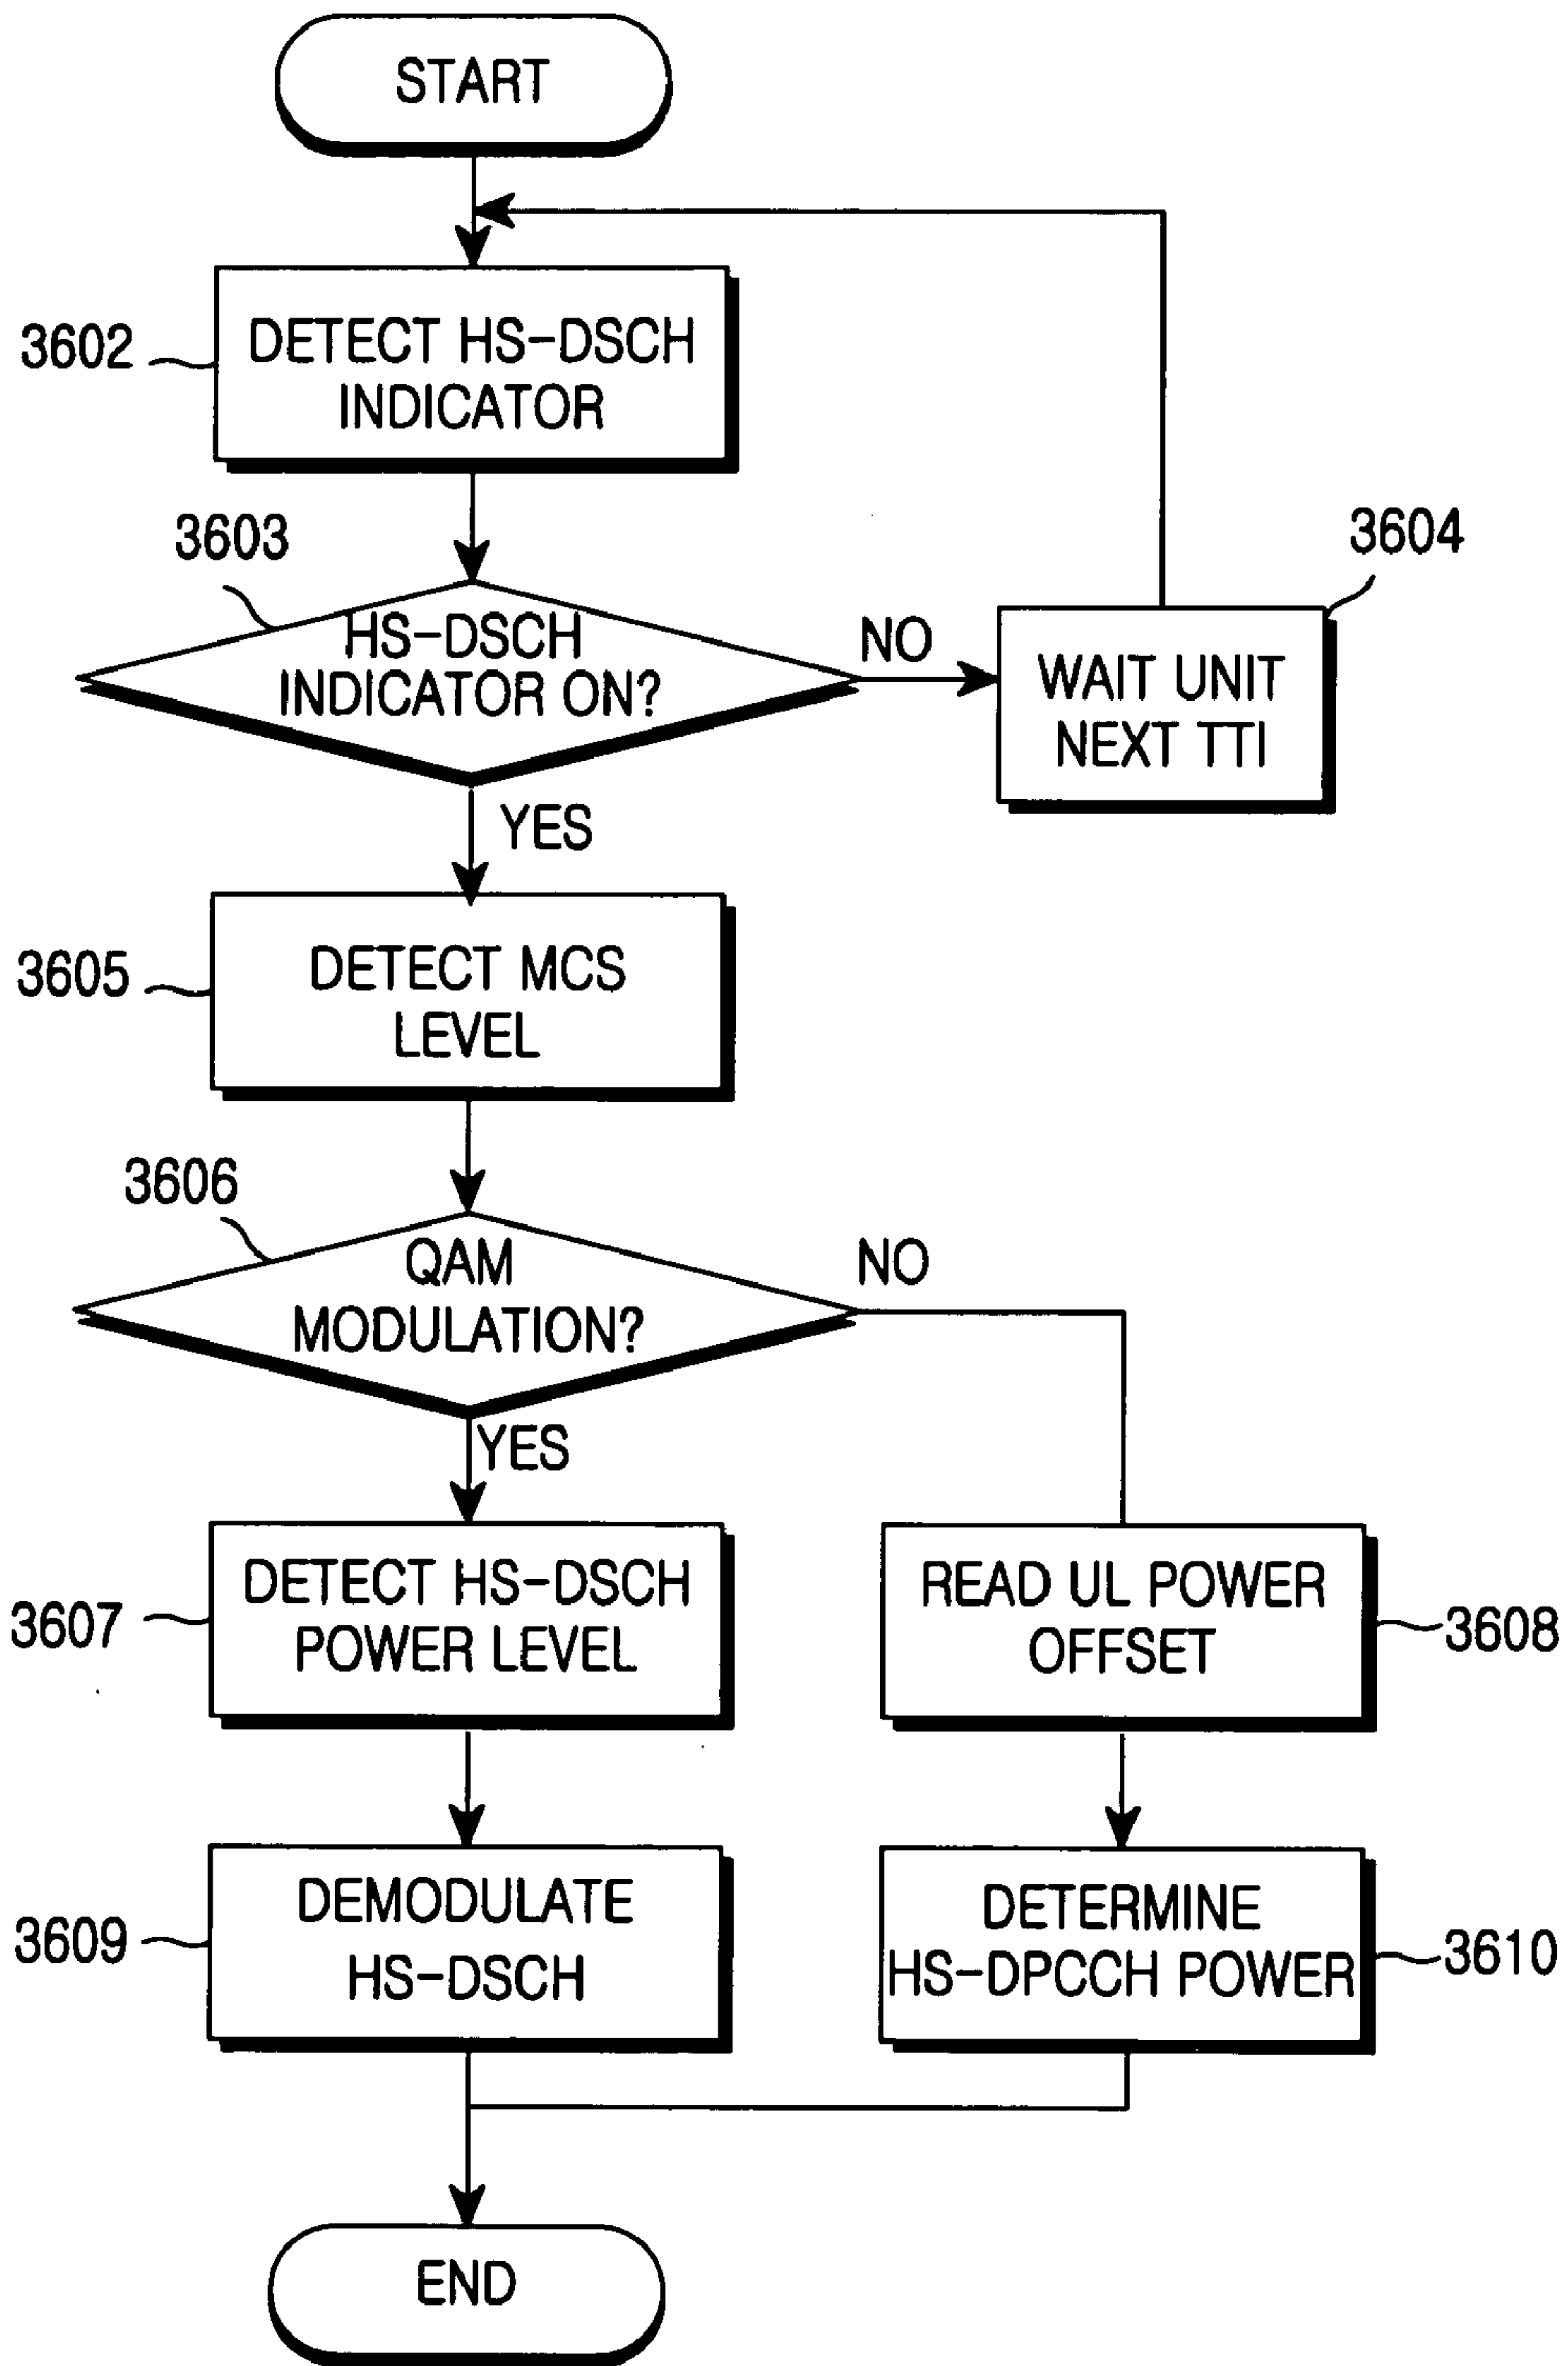 START
3602
DETECT HS-DSCH
INDICATOR
3603
HS-DSCH
INDICATOR ON?
NO
3604
WAIT UNIT
NEXT TTI
YES
3605
DETECT MCS
LEVEL
3606
QAM
MODULATION?
NO
YES
3607
DETECT HS-DSCH
POWER LEVEL
READ UL POWER
OFFSET
3608
3609
DEMODULATE
HS-DSCH
DETERMINE
HS-DPCCH POWER
3610
END